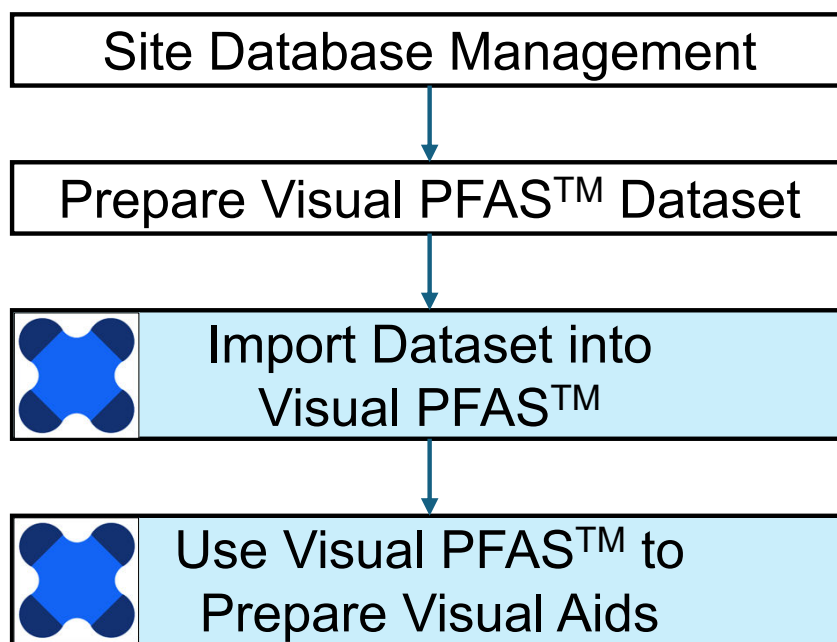 Site Database Management
Prepare Visual PFAS™ Dataset
Import Dataset into
Visual PFAS™
Use Visual PFAS™ to
Prepare Visual Aids